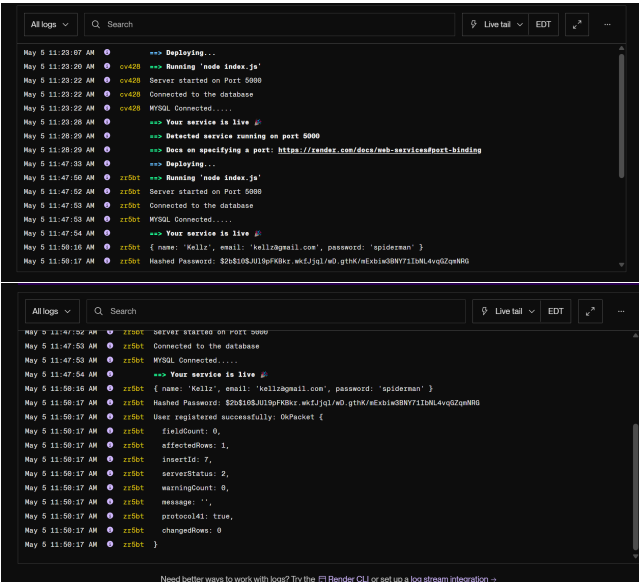 All logs Search Live tail EDT ...
May 5 11:23:07 AM ==> Deploying...
May 5 11:23:20 AM cv428 ==> Running 'node index.js'
May 5 11:23:22 AM cv428 Server started on Port 5000
May 5 11:23:22 AM cv428 Connected to the database
May 5 11:23:22 AM cv428 MYSQL Connected.....
May 5 11:23:28 AM ==> Your service is live 🎉
May 5 11:28:29 AM ==> Detected service running on port 5000
May 5 11:28:29 AM ==> Docs on specifying a port: https://render.com/docs/web-services#port-binding
May 5 11:47:33 AM ==> Deploying...
May 5 11:47:50 AM zr5bt ==> Running 'node index.js'
May 5 11:47:52 AM zr5bt Server started on Port 5000
May 5 11:47:53 AM zr5bt Connected to the database
May 5 11:47:53 AM zr5bt MYSQL Connected.....
May 5 11:47:54 AM zr5bt ==> Your service is live 🎉
May 5 11:50:16 AM zr5bt { name: 'Kellz', email: 'kellz@gmail.com', password: 'spiderman' }
May 5 11:50:17 AM zr5bt Hashed Password: $2b$10$JUl9pFKBkr.wkfJjql/wO.gthK/mExbiw3BNY71IbNL4vqGZqmNRG
All logs Search Live tail EDT ...
May 5 11:47:52 AM zr5bt Server started on Port 5000
May 5 11:47:53 AM zr5bt Connected to the database
May 5 11:47:53 AM zr5bt MYSQL Connected.....
May 5 11:47:54 AM ==> Your service is live 🎉
May 5 11:50:16 AM zr5bt { name: 'Kellz', email: 'kellz@gmail.com', password: 'spiderman' }
May 5 11:50:17 AM zr5bt Hashed Password: $2b$10$JUl9pFKBkr.wkfJjql/wO.gthK/mExbiw3BNY71IbNL4vqGZqmNRG
May 5 11:50:17 AM zr5bt User registered successfully: OkPacket {
May 5 11:50:17 AM zr5bt fieldCount: 0,
May 5 11:50:17 AM zr5bt affectedRows: 1,
May 5 11:50:17 AM zr5bt insertId: 7,
May 5 11:50:17 AM zr5bt serverStatus: 2,
May 5 11:50:17 AM zr5bt warningCount: 0,
May 5 11:50:17 AM zr5bt message: '',
May 5 11:50:17 AM zr5bt protocol41: true,
May 5 11:50:17 AM zr5bt changedRows: 0
May 5 11:50:17 AM zr5bt }
Need better ways to work with logs? Try the Render CLI or set up a log stream integration →